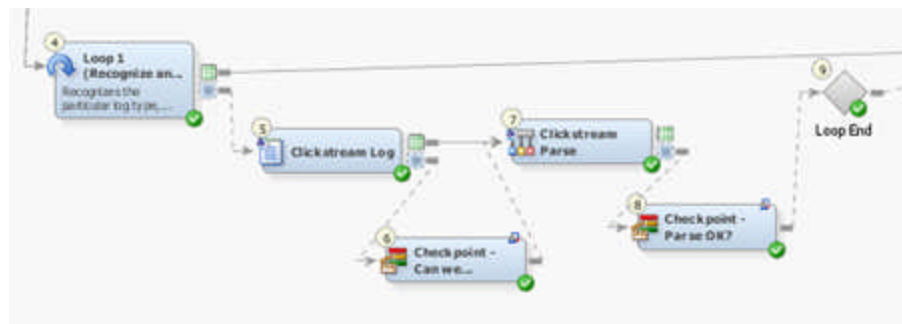 4
Loop 1
(Recognize an...
Recognizes the
particular log type,....
5
Clickstream Log
6
Checkpoint -
Can we...
7
Clickstream
Parse
8
Checkpoint -
Parse OK?
9
Loop End